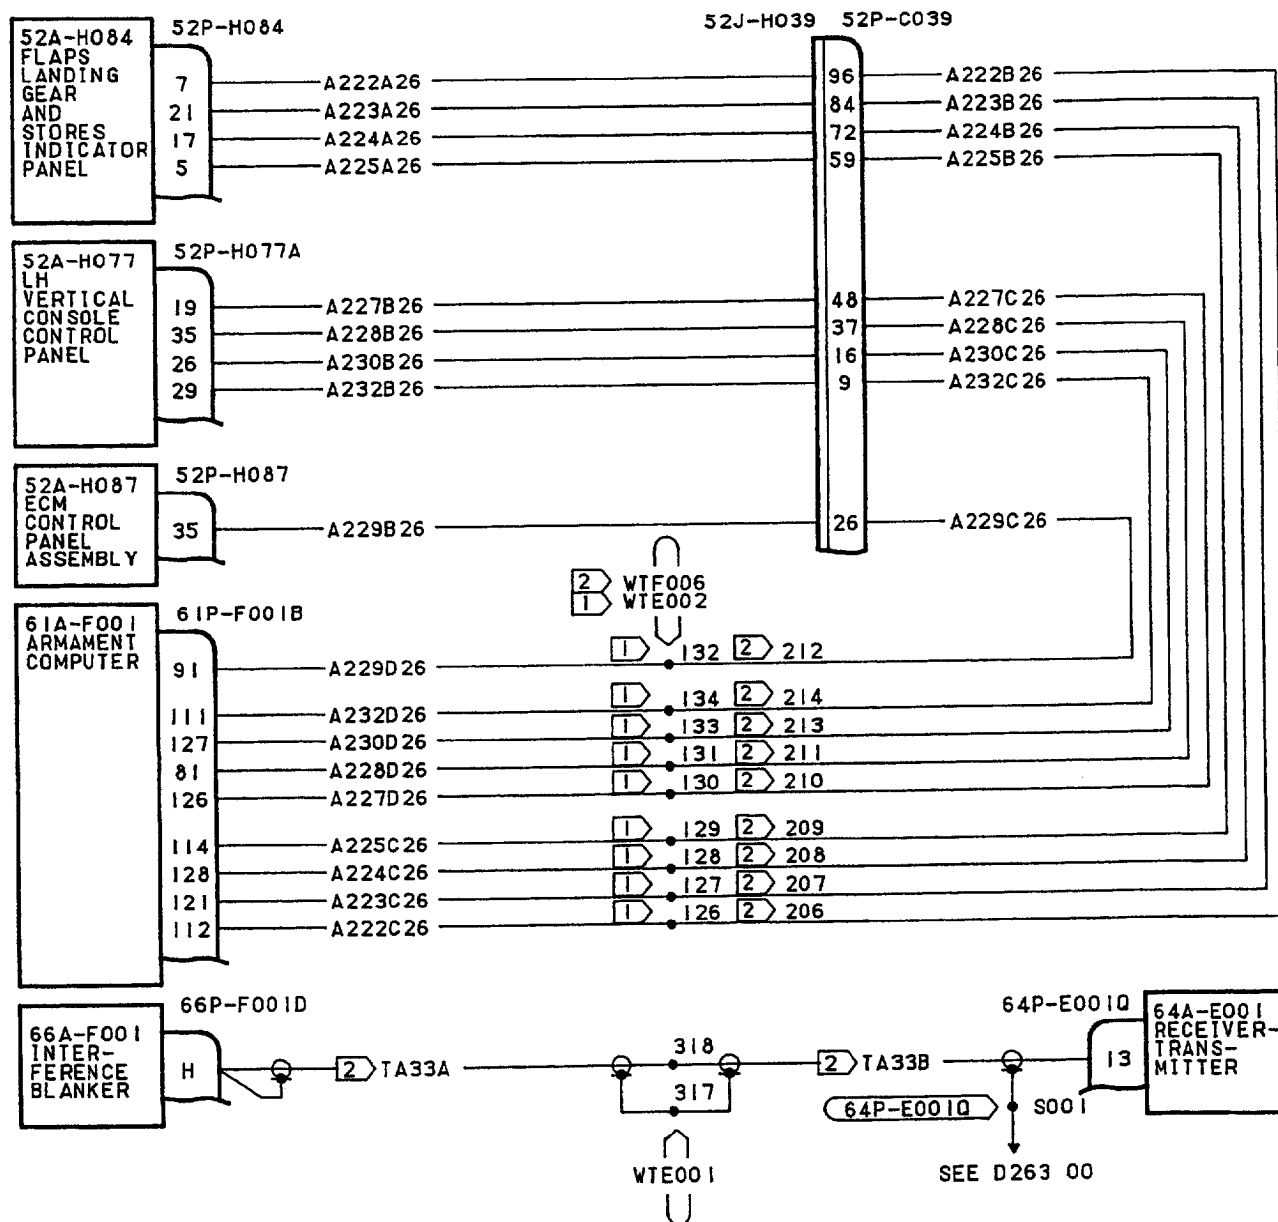 52A-H084
FLAPS
LANDING
GEAR
AND
STORES
INDICATOR
PANEL
52P-H084
7
21
17
5
A222A26
A223A26
A224A26
A225A26
52J-H039 52P-C039
96
84
72
59
A222B26
A223B26
A224B26
A225B26
52A-H077
LH
VERTICAL
CONSOLE
CONTROL
PANEL
52P-H077A
19
35
26
29
A227B26
A228B26
A230B26
A232B26
48
37
16
9
A227C26
A228C26
A230C26
A232C26
52A-H087
ECM
CONTROL
PANEL
ASSEMBLY
52P-H087
35
A229B26
26
A229C26
2 WTF006
1 WTE002
61A-F001
ARMAMENT
COMPUTER
61P-F001B
91 A229D26 1 132 2 212
111 A232D26 1 134 2 214
127 A230D26 1 133 2 213
81 A228D26 1 131 2 211
126 A227D26 1 130 2 210
114 A225C26 1 129 2 209
128 A224C26 1 128 2 208
121 A223C26 1 127 2 207
112 A222C26 1 126 2 206
66A-F001
INTER-
FERENCE
BLANKER
66P-F001D
H
2 TA33A
318
317
WTE001
2 TA33B
64P-E001Q
13
64A-E001
RECEIVER-
TRANS-
MITTER
64P-E001Q S001
SEE D263 00